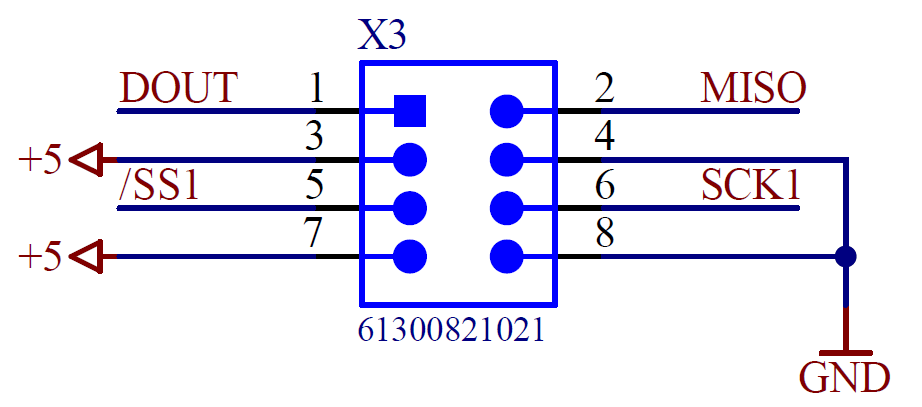 X3
DOUT 1 2 MISO
+5 3 4
/SS1 5 6 SCK1
+5 7 8
61300821021
GND